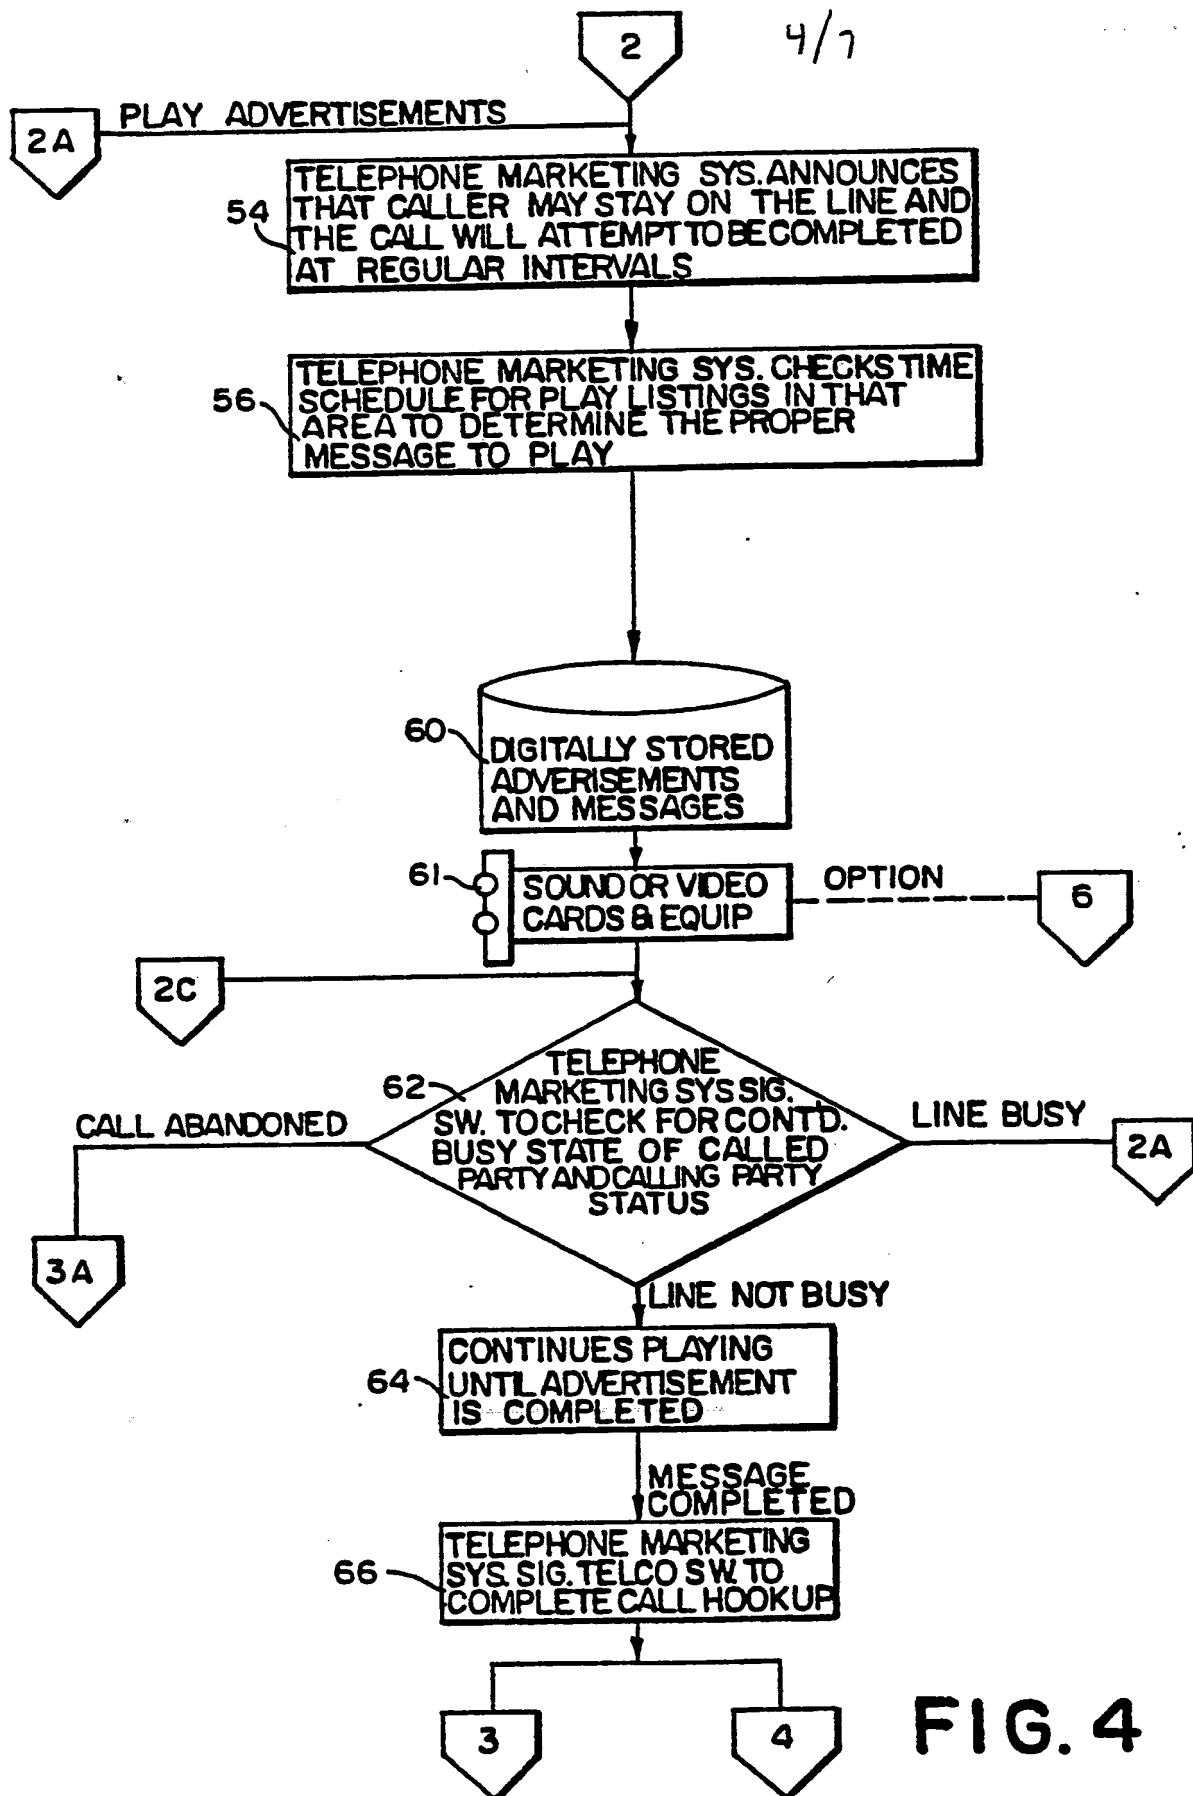 2
4/7
PLAY ADVERTISEMENTS
2A
TELEPHONE MARKETING SYS. ANNOUNCES
THAT CALLER MAY STAY ON THE LINE AND
THE CALL WILL ATTEMPT TO BE COMPLETED
AT REGULAR INTERVALS
54
TELEPHONE MARKETING SYS. CHECKS TIME
SCHEDULE FOR PLAY LISTINGS IN THAT
AREA TO DETERMINE THE PROPER
MESSAGE TO PLAY
56
60
DIGITALLY STORED
ADVERISEMENTS
AND MESSAGES
61
SOUND OR VIDEO
CARDS & EQUIP
OPTION
6
2C
62
TELEPHONE
MARKETING SYS SIG.
SW. TO CHECK FOR CONT'D.
BUSY STATE OF CALLED
PARTY AND CALLING PARTY
STATUS
CALL ABANDONED
LINE BUSY
2A
3A
LINE NOT BUSY
CONTINUES PLAYING
UNTIL ADVERTISEMENT
IS COMPLETED
64
MESSAGE
COMPLETED
TELEPHONE MARKETING
SYS. SIG. TELCO SW. TO
COMPLETE CALL HOOKUP
66
3
4
FIG. 4